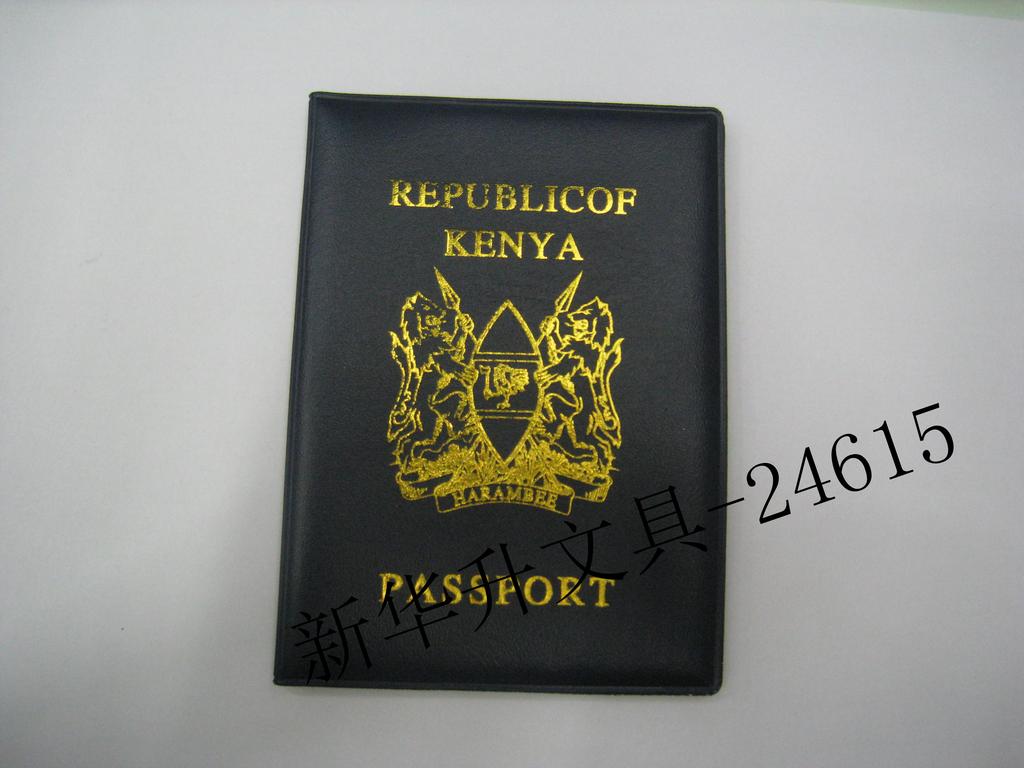 REPUBLICOF
KENYA
HARAMBEE
PASSPORT
新华升文具-24615